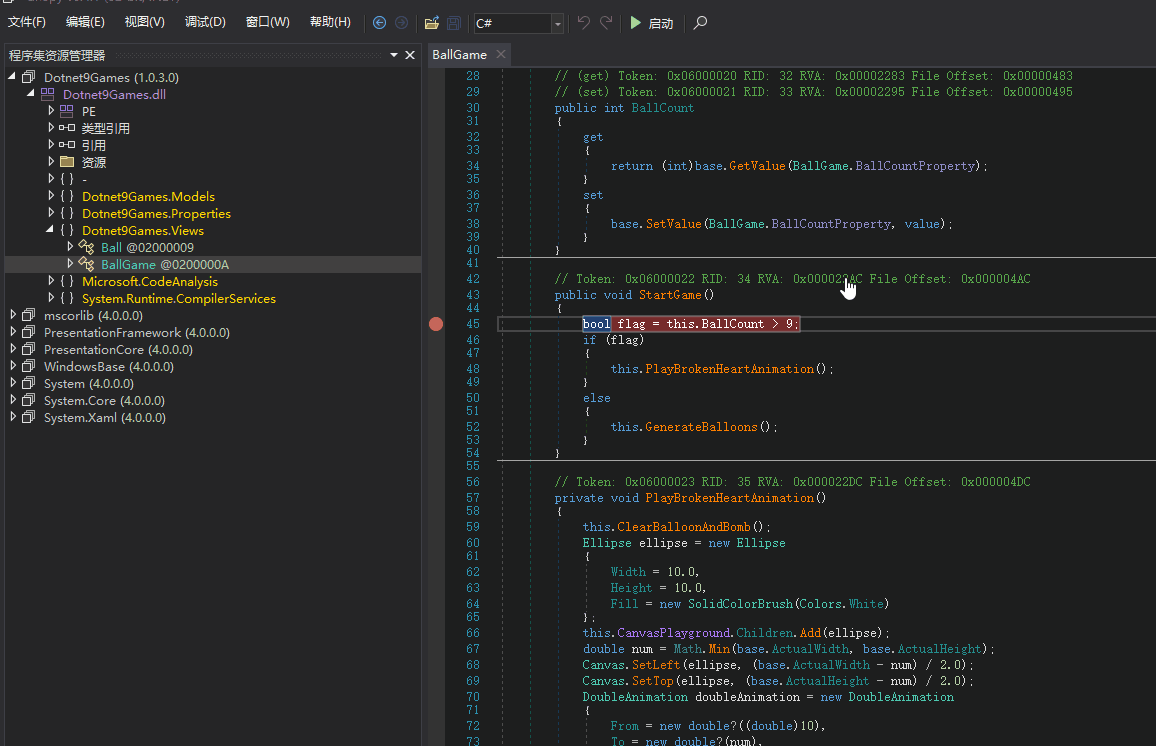 文件(F) 编辑(E) 视图(V) 调试(D) 窗口(W) 帮助(H) C# 启动
程序集资源管理器
Dotnet9Games (1.0.3.0)
Dotnet9Games.dll
PE
类型引用
引用
资源
{ } -
{ } Dotnet9Games.Models
{ } Dotnet9Games.Properties
{ } Dotnet9Games.Views
Ball @02000009
BallGame @0200000A
{ } Microsoft.CodeAnalysis
{ } System.Runtime.CompilerServices
mscorlib (4.0.0.0)
PresentationFramework (4.0.0.0)
PresentationCore (4.0.0.0)
WindowsBase (4.0.0.0)
System (4.0.0.0)
System.Core (4.0.0.0)
System.Xaml (4.0.0.0)
BallGame
28 // (get) Token: 0x06000020 RID: 32 RVA: 0x00002283 File Offset: 0x00000483
29 // (set) Token: 0x06000021 RID: 33 RVA: 0x00002295 File Offset: 0x00000495
30 public int BallCount
31 {
32 get
33 {
34 return (int)base.GetValue(BallGame.BallCountProperty);
35 }
36 set
37 {
38 base.SetValue(BallGame.BallCountProperty, value);
39 }
40 }
41
42 // Token: 0x06000022 RID: 34 RVA: 0x000022AC File Offset: 0x000004AC
43 public void StartGame()
44 {
45 bool flag = this.BallCount > 9;
46 if (flag)
47 {
48 this.PlayBrokenHeartAnimation();
49 }
50 else
51 {
52 this.GenerateBalloons();
53 }
54 }
55
56 // Token: 0x06000023 RID: 35 RVA: 0x000022DC File Offset: 0x000004DC
57 private void PlayBrokenHeartAnimation()
58 {
59 this.ClearBalloonAndBomb();
60 Ellipse ellipse = new Ellipse
61 {
62 Width = 10.0,
63 Height = 10.0,
64 Fill = new SolidColorBrush(Colors.White)
65 };
66 this.CanvasPlayground.Children.Add(ellipse);
67 double num = Math.Min(base.ActualWidth, base.ActualHeight);
68 Canvas.SetLeft(ellipse, (base.ActualWidth - num) / 2.0);
69 Canvas.SetTop(ellipse, (base.ActualHeight - num) / 2.0);
70 DoubleAnimation doubleAnimation = new DoubleAnimation
71 {
72 From = new double?((double)10),
73 To = new double?(num),